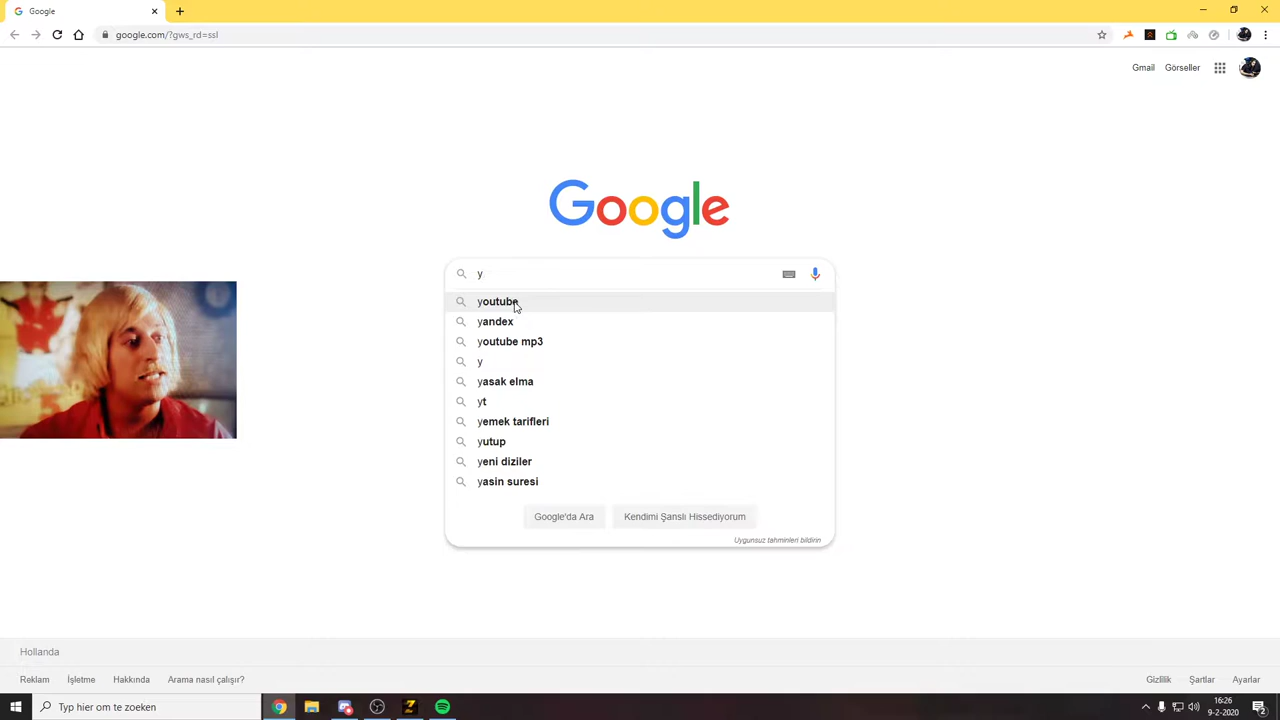 Google
google.com/?gws_rd=ssl
Gmail Görseller
Google
y
youtube
yandex
youtube mp3
y
yasak elma
yt
yemek tarifleri
yutup
yeni diziler
yasin suresi
Google'da Ara Kendimi Şanslı Hissediyorum
Uygunsuz tahminleri bildirin
Hollanda
Reklam İşletme Hakkında Arama nasıl çalışır? Gizlilik Şartlar Ayarlar
Typ hier om te zoeken
16:26
9-2-2020
2